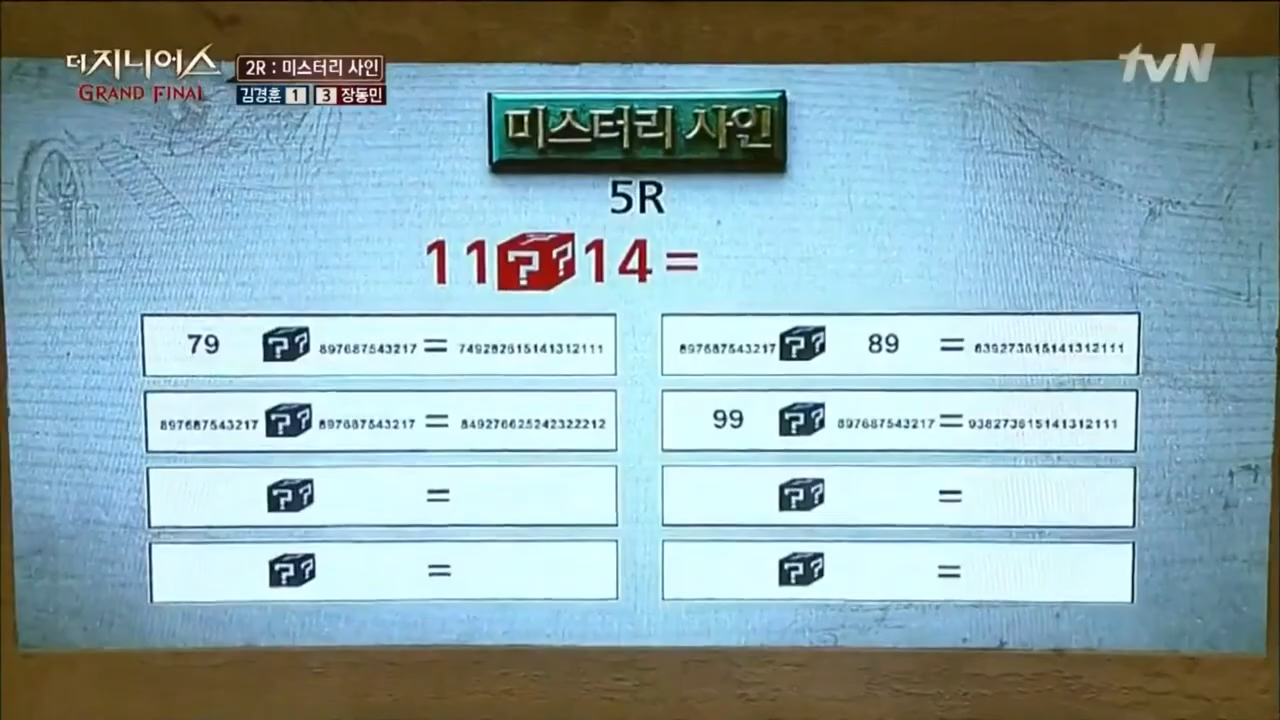 더 지니어스 2R : 미스터리 사인 tvN
GRAND FINAL 김경훈 1 3 장동민
미스터리 사인
5R
11 ?? 14 =
79 ?? 897687543217 = 749282615141312111
897687543217 ?? 89 = 839273615141312111
897687543217 ?? 897687543217 = 849276625242322212
99 ?? 897687543217 = 938273615141312111
?? =
?? =
?? =
?? =